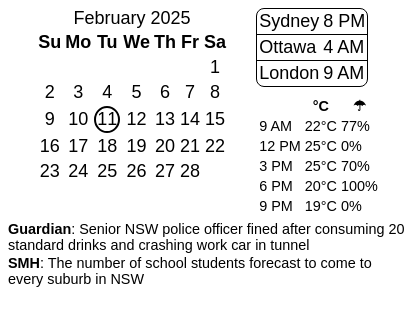 February 2025
Su Mo Tu We Th Fr Sa
1
2 3 4 5 6 7 8
9 10 11 12 13 14 15
16 17 18 19 20 21 22
23 24 25 26 27 28
Sydney 8 PM
Ottawa 4 AM
London 9 AM
°C ☂
9 AM 22°C 77%
12 PM 25°C 0%
3 PM 25°C 70%
6 PM 20°C 100%
9 PM 19°C 0%
Guardian: Senior NSW police officer fined after consuming 20
standard drinks and crashing work car in tunnel
SMH: The number of school students forecast to come to
every suburb in NSW